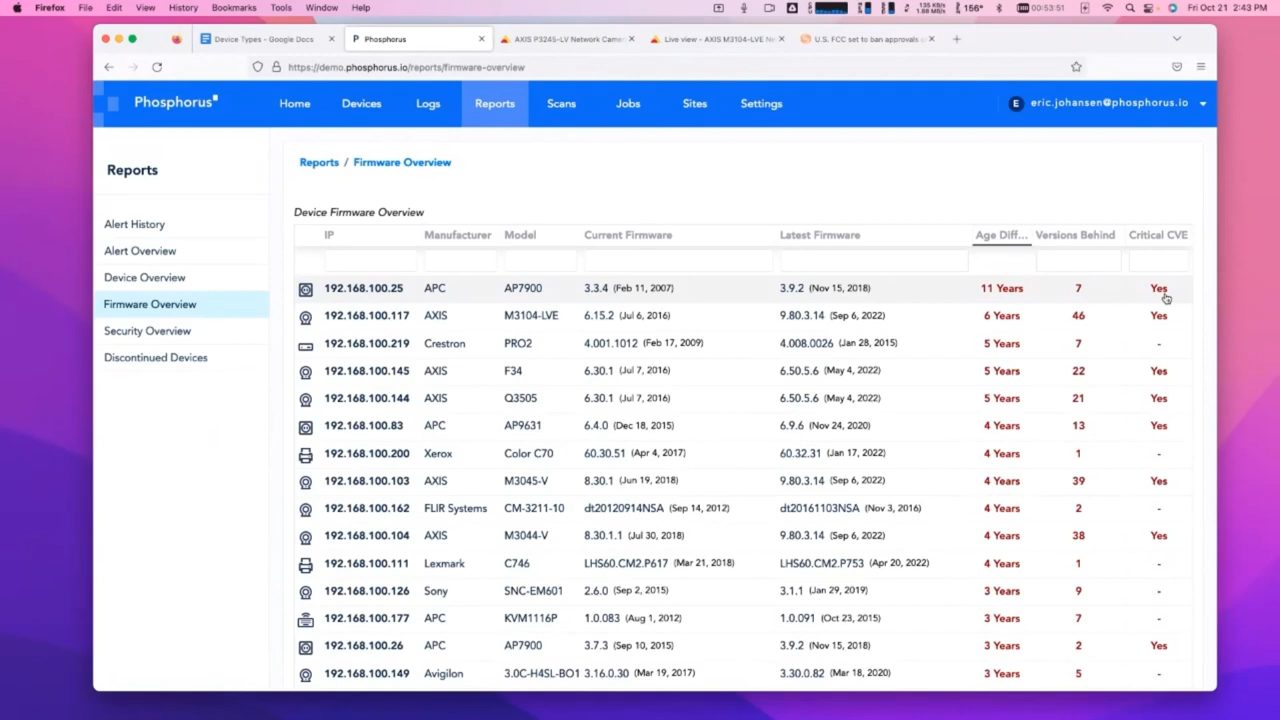 Firefox File Edit View History Bookmarks Tools Window Help 135 KB/s 1.88 MB/s 156° 00:53:51 Fri Oct 21 2:43 PM
Device Types - Google Docs Phosphorus AXIS P3245-LV Network Came Live view - AXIS M3104-LVE Ne U.S. FCC set to ban approvals
https://demo.phosphorus.io/reports/firmware-overview
Phosphorus Home Devices Logs Reports Scans Jobs Sites Settings E eric.johansen@phosphorus.io
Reports
Alert History
Alert Overview
Device Overview
Firmware Overview
Security Overview
Discontinued Devices
Reports / Firmware Overview
Device Firmware Overview
IP Manufacturer Model Current Firmware Latest Firmware Age Diff... Versions Behind Critical CVE
192.168.100.25 APC AP7900 3.3.4 (Feb 11, 2007) 3.9.2 (Nov 15, 2018) 11 Years 7 Yes
192.168.100.117 AXIS M3104-LVE 6.15.2 (Jul 6, 2016) 9.80.3.14 (Sep 6, 2022) 6 Years 46 Yes
192.168.100.219 Crestron PRO2 4.001.1012 (Feb 17, 2009) 4.008.0026 (Jan 28, 2015) 5 Years 7 -
192.168.100.145 AXIS F34 6.30.1 (Jul 7, 2016) 6.50.5.6 (May 4, 2022) 5 Years 22 Yes
192.168.100.144 AXIS Q3505 6.30.1 (Jul 7, 2016) 6.50.5.6 (May 4, 2022) 5 Years 21 Yes
192.168.100.83 APC AP9631 6.4.0 (Dec 18, 2015) 6.9.6 (Nov 24, 2020) 4 Years 13 Yes
192.168.100.200 Xerox Color C70 60.30.51 (Apr 4, 2017) 60.32.31 (Jan 17, 2022) 4 Years 1 -
192.168.100.103 AXIS M3045-V 8.30.1 (Jun 19, 2018) 9.80.3.14 (Sep 6, 2022) 4 Years 39 Yes
192.168.100.162 FLIR Systems CM-3211-10 dt20120914NSA (Sep 14, 2012) dt20161103NSA (Nov 3, 2016) 4 Years 2 -
192.168.100.104 AXIS M3044-V 8.30.1.1 (Jul 30, 2018) 9.80.3.14 (Sep 6, 2022) 4 Years 38 Yes
192.168.100.111 Lexmark C746 LHS60.CM2.P617 (Mar 21, 2018) LHS60.CM2.P753 (Apr 20, 2022) 4 Years 1 -
192.168.100.126 Sony SNC-EM601 2.6.0 (Sep 2, 2015) 3.1.1 (Jan 29, 2019) 3 Years 9 -
192.168.100.177 APC KVM1116P 1.0.083 (Aug 1, 2012) 1.0.091 (Oct 23, 2015) 3 Years 7 -
192.168.100.26 APC AP7900 3.7.3 (Sep 10, 2015) 3.9.2 (Nov 15, 2018) 3 Years 2 Yes
192.168.100.149 Avigilon 3.0C-H4SL-BO1 3.16.0.30 (Mar 19, 2017) 3.30.0.82 (Mar 18, 2020) 3 Years 5 -